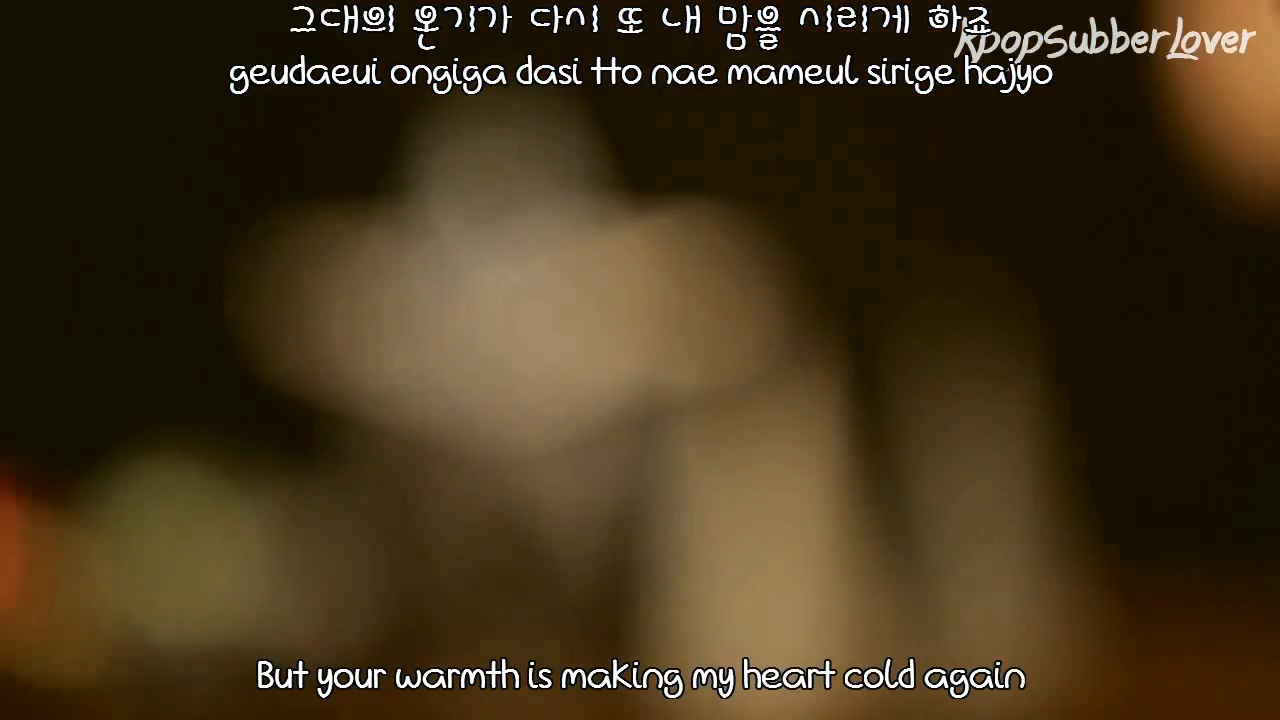 그대의 온기가 다시 또 내 맘을 시리게 하죠
KpopSubberLover
geudaeui ongiga dasi tto nae mameul sirige hajyo
But your warmth is making my heart cold again